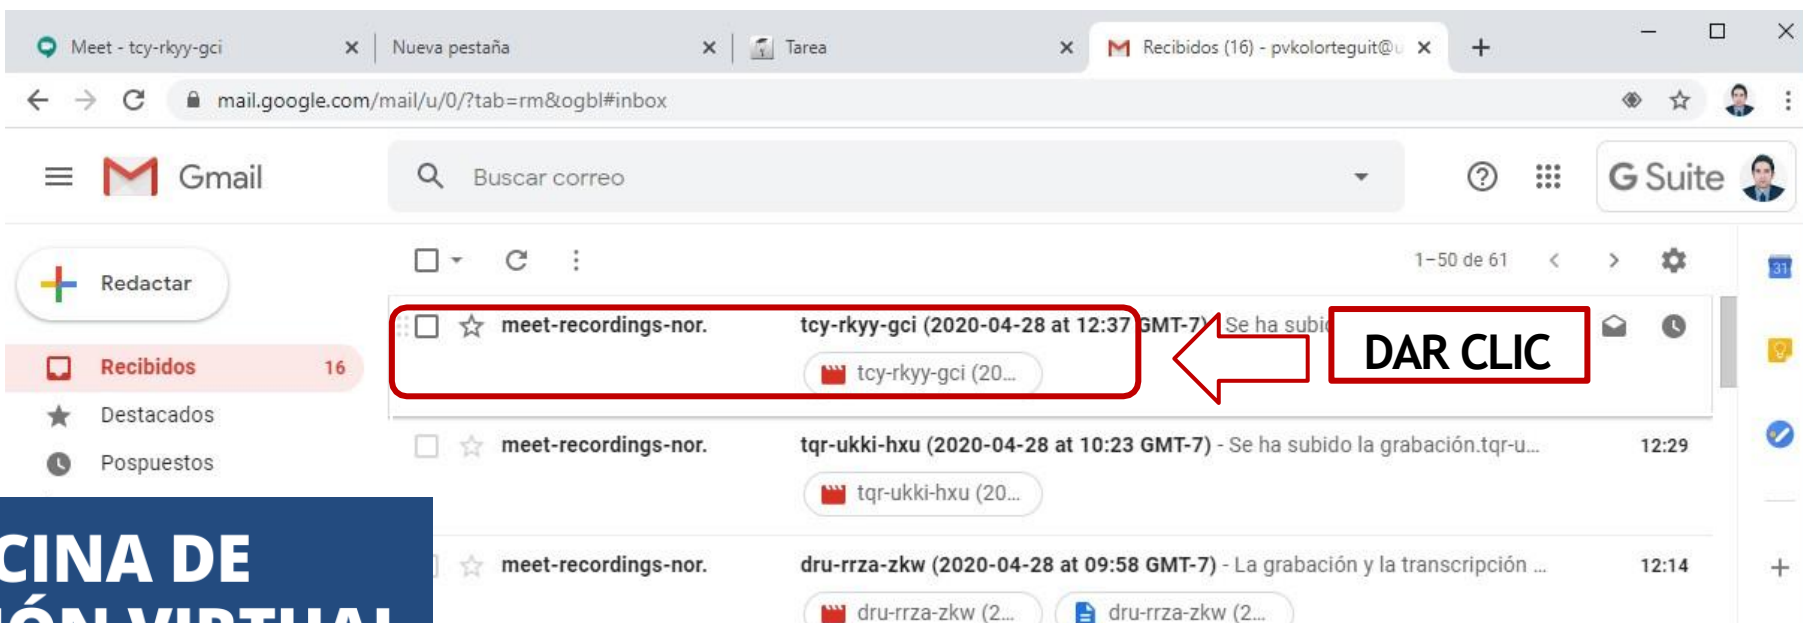 Meet - tcy-rkyy-gci
Nueva pestaña
Tarea
Recibidos (16) - pvkolorteguit@u
mail.google.com/mail/u/0/?tab=rm&ogbl#inbox
Gmail
Buscar correo
G Suite
Redactar
1–50 de 61
31
meet-recordings-nor.
tcy-rkyy-gci (2020-04-28 at 12:37 GMT-7) - Se ha
DAR CLIC
Recibidos
16
tcy-rkyy-gci (20...
Destacados
Pospuestos
meet-recordings-nor.
tqr-ukki-hxu (2020-04-28 at 10:23 GMT-7) - Se ha subido la grabación.tqr-u...
12:29
tqr-ukki-hxu (20...
CINA DE
meet-recordings-nor.
dru-rrza-zkw (2020-04-28 at 09:58 GMT-7) - La grabación y la transcripción ...
12:14
IÓN VIRTUAL
dru-rrza-zkw (2...
dru-rrza-zkw (2...